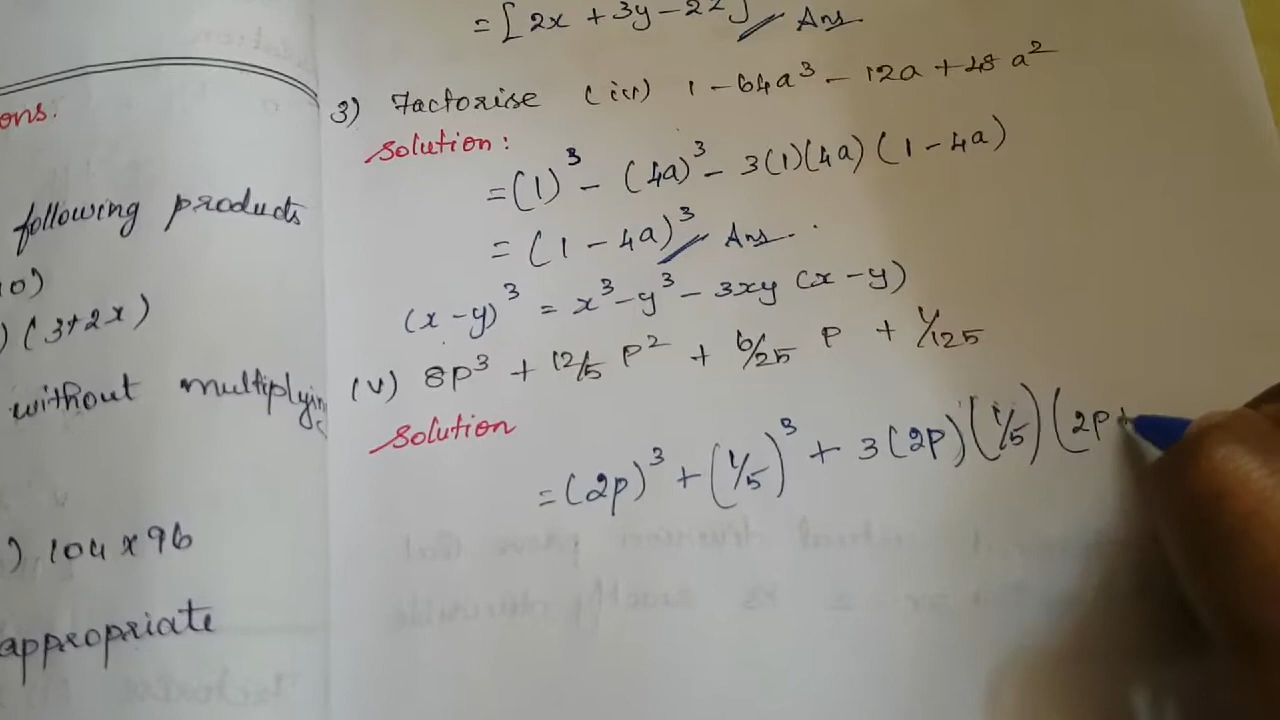 ons.
following products
10)
) (3+2x)
without multiplying
) 104 x 96
appropriate
= [2x + 3y - 2z] Ans
3) Factorise (iv) 1 - 64a³ - 12a + 48a²
Solution:
= (1)³ - (4a)³ - 3(1)(4a)(1 - 4a)
= (1 - 4a)³ Ans.
(x - y)³ = x³ - y³ - 3xy (x - y)
(v) 8p³ + 12/5 p² + 6/25 p + 1/125
Solution
= (2p)³ + (1/5)³ + 3(2p)(1/5)(2p+